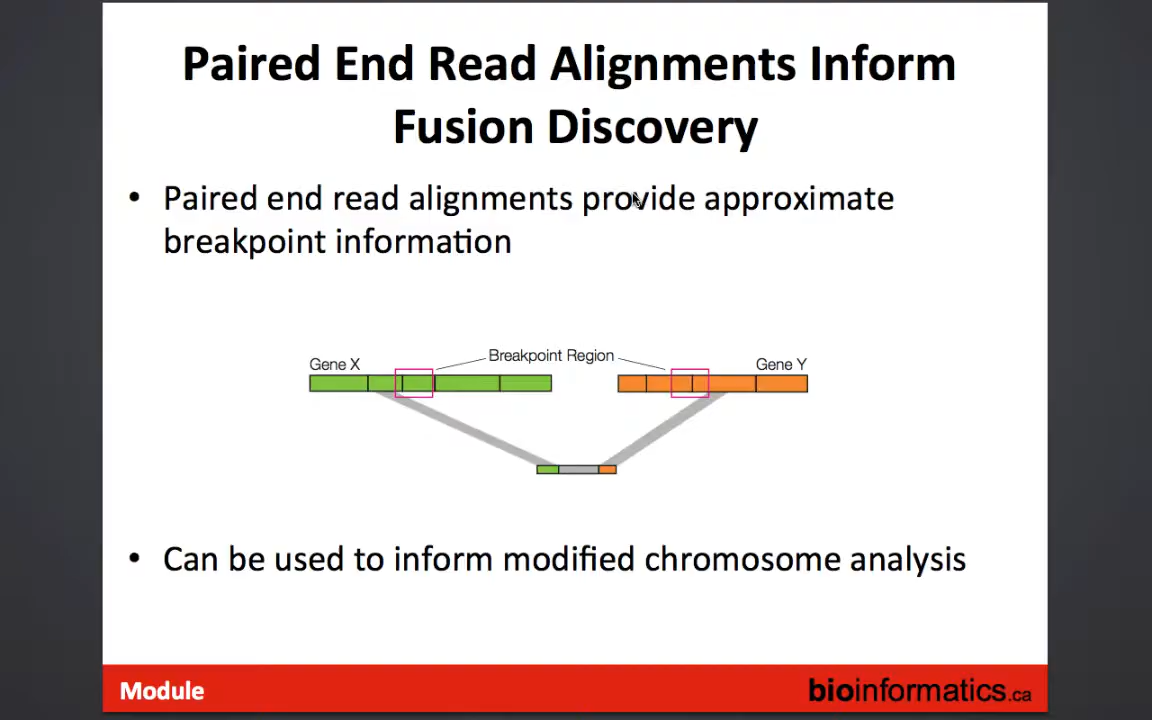 Paired End Read Alignments Inform
Fusion Discovery
• Paired end read alignments provide approximate
breakpoint information
Breakpoint Region
Gene X
Gene Y
• Can be used to inform modified chromosome analysis
Module
bioinformatics.ca